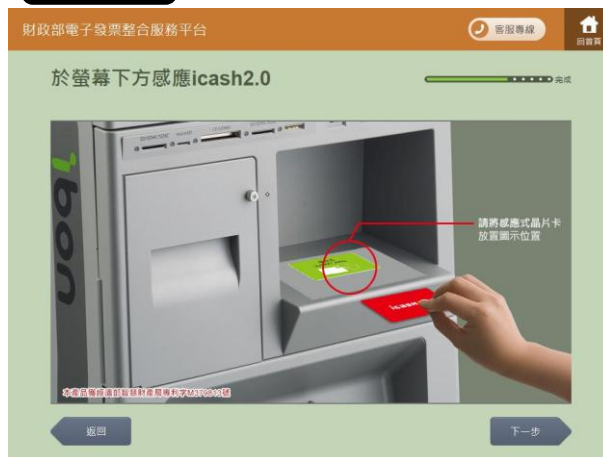 財政部電子發票整合服務平台
客服專線
回首頁
於螢幕下方感應icash2.0
完成
ibon
請將感應式晶片卡
放置圖示位置
icash
返回
下一步